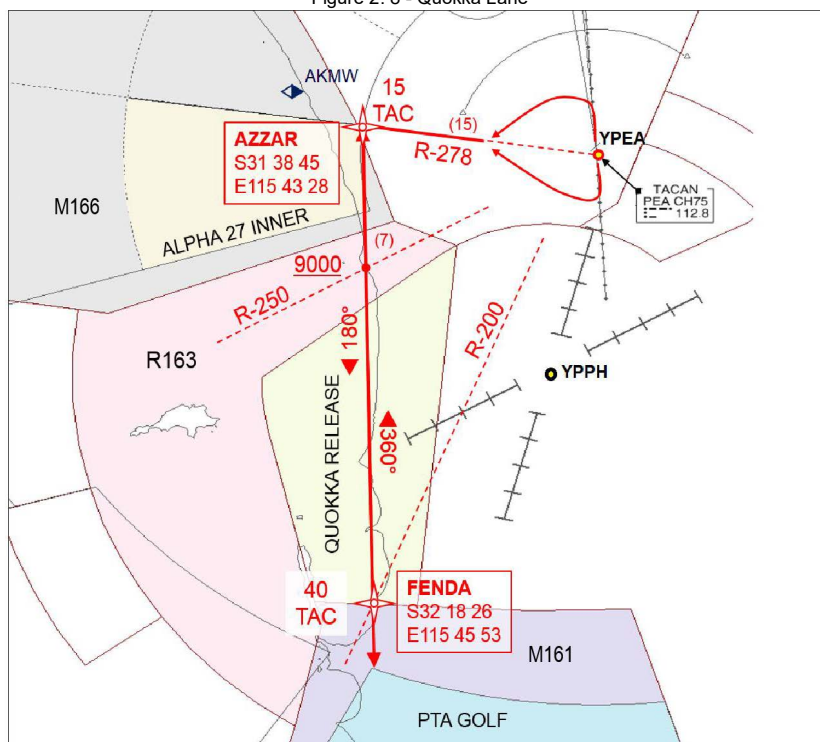 Figure 2. 8 - Quokka Lane
AKMW
15
TAC
(15)
R-278
YPEA
AZZAR
S31 38 45
E115 43 28
TACAN
PEA CH75
112.8
M166
ALPHA 27 INNER
(7)
9000
R-250
R-200
180°
R163
YPPH
360°
QUOKKA RELEASE
40
TAC
FENDA
S32 18 26
E115 45 53
M161
PTA GOLF